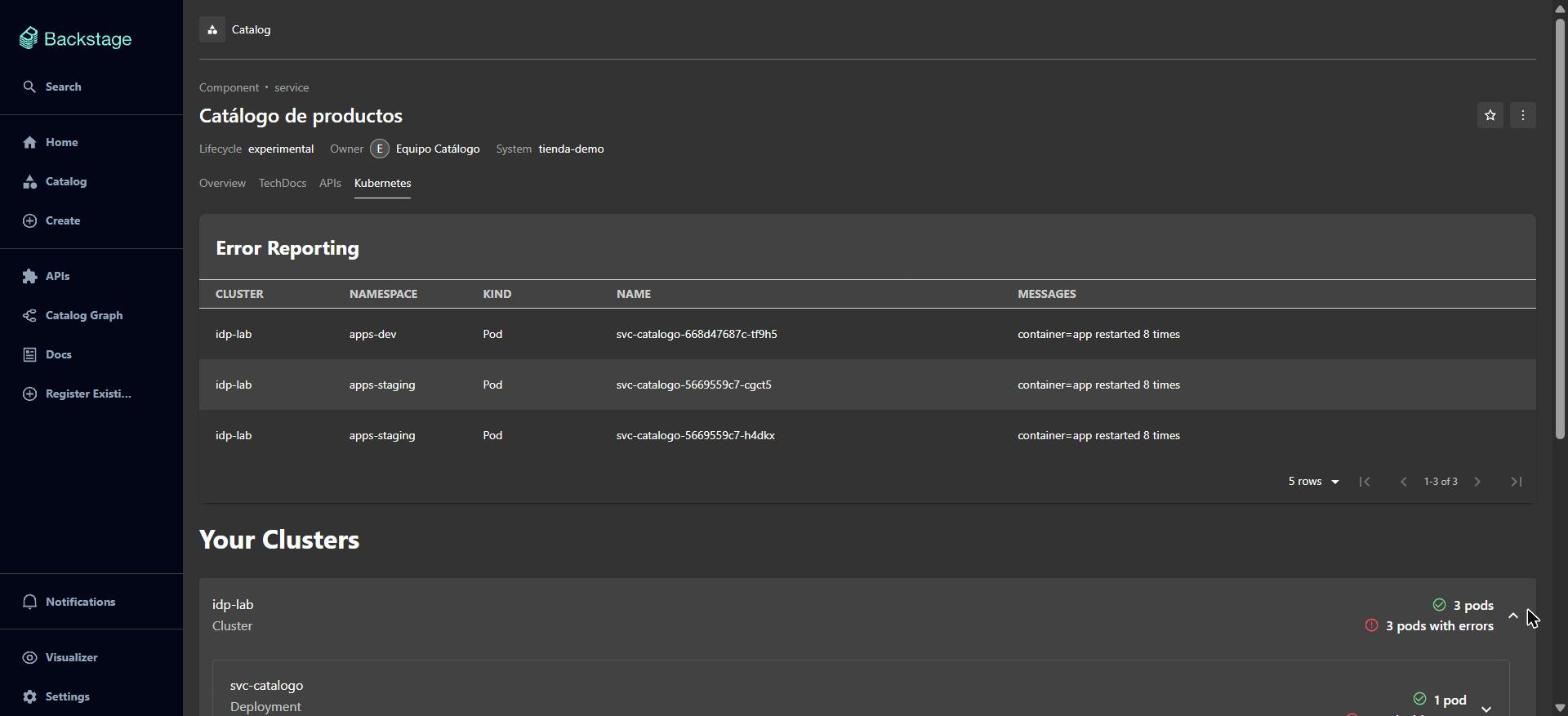 Backstage
Catalog
Search
Component • service
Catálogo de productos
Home
Lifecycle experimental Owner E Equipo Catálogo System tienda-demo
Catalog
Overview TechDocs APIs Kubernetes
Create
Error Reporting
APIs
CLUSTER NAMESPACE KIND NAME MESSAGES
Catalog Graph
idp-lab apps-dev Pod svc-catalogo-668d47687c-tf9h5 container=app restarted 8 times
Docs
idp-lab apps-staging Pod svc-catalogo-5669559c7-cgct5 container=app restarted 8 times
Register Existi...
idp-lab apps-staging Pod svc-catalogo-5669559c7-h4dkx container=app restarted 8 times
5 rows 1-3 of 3
Your Clusters
Notifications
idp-lab 3 pods
Cluster 3 pods with errors
Visualizer
svc-catalogo
Settings
1 pod
Deployment